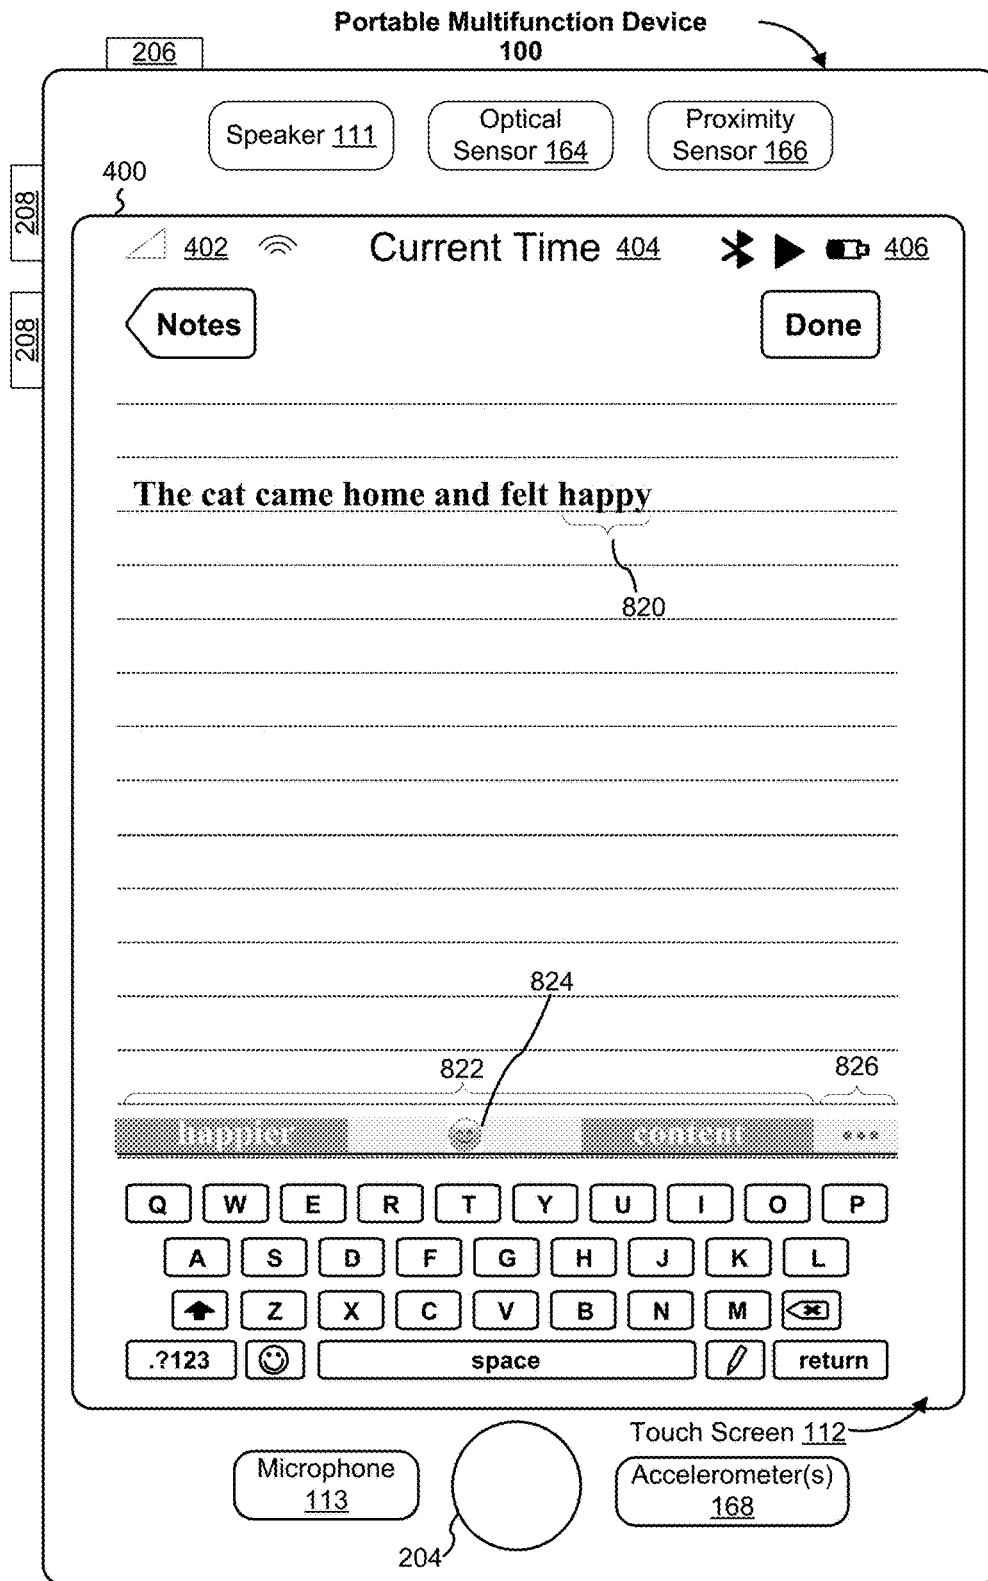 Portable Multifunction Device
100
206
Speaker 111
Optical
Sensor 164
Proximity
Sensor 166
208
400
402 Current Time 404 406
208
Notes Done
The cat came home and felt happy
820
824
822 826
happier content •••
Q W E R T Y U I O P
A S D F G H J K L
Z X C V B N M
.?123 space return
Touch Screen 112
Microphone
113
Accelerometer(s)
168
204